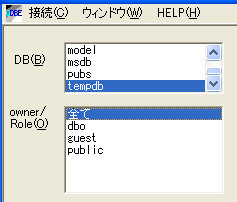 DBE 接続(C) ウィンドウ(W) HELP(H)
DB(B)
model
msdb
pubs
tempdb
owner/
Role(O)
全て
dbo
guest
public